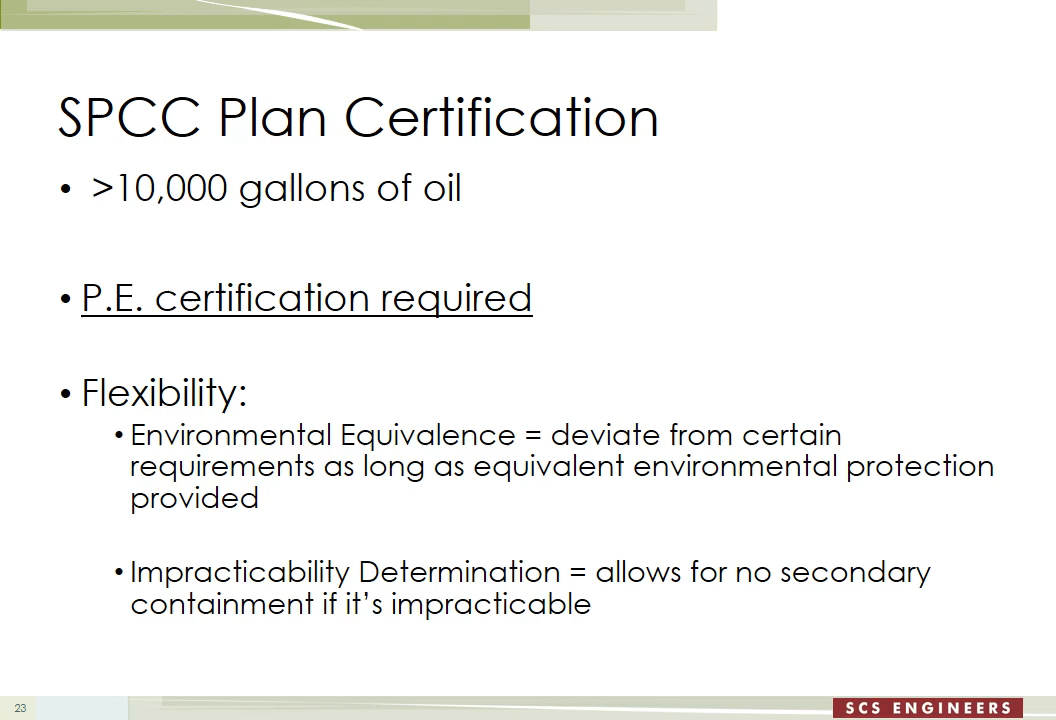 SPCC Plan Certification
• >10,000 gallons of oil
• P.E. certification required
• Flexibility:
• Environmental Equivalence = deviate from certain
requirements as long as equivalent environmental protection
provided
• Impracticability Determination = allows for no secondary
containment if it’s impracticable
23
SCS ENGINEERS